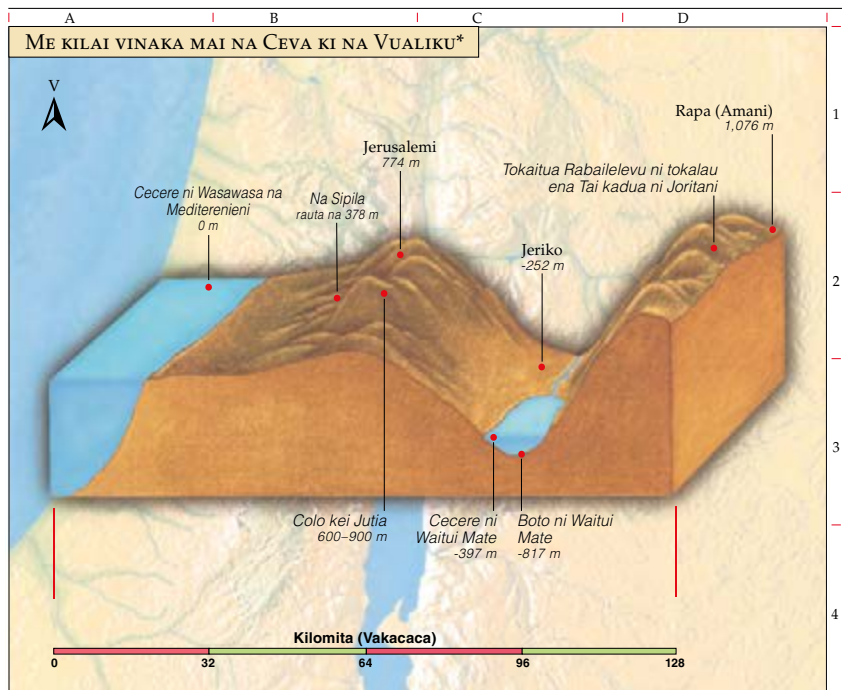 A B C D
ME KILAI VINAKA MAI NA CEVA KI NA VUALIKU*
V
1
Rapa (Amani)
1,076 m
Jerusalemi
774 m
Tokaitua Rabailelevu ni tokalau
ena Tai kadua ni Joritani
Cecere ni Wasawasa na
Mediterenieni
0 m
Na Sipila
rauta na 378 m
Jeriko
-252 m
2
3
Colo kei Jutia
600–900 m
Cecere ni
Waitui Mate
-397 m
Boto ni Waitui
Mate
-817 m
4
Kilomita (Vakacaca)
0 32 64 96 128